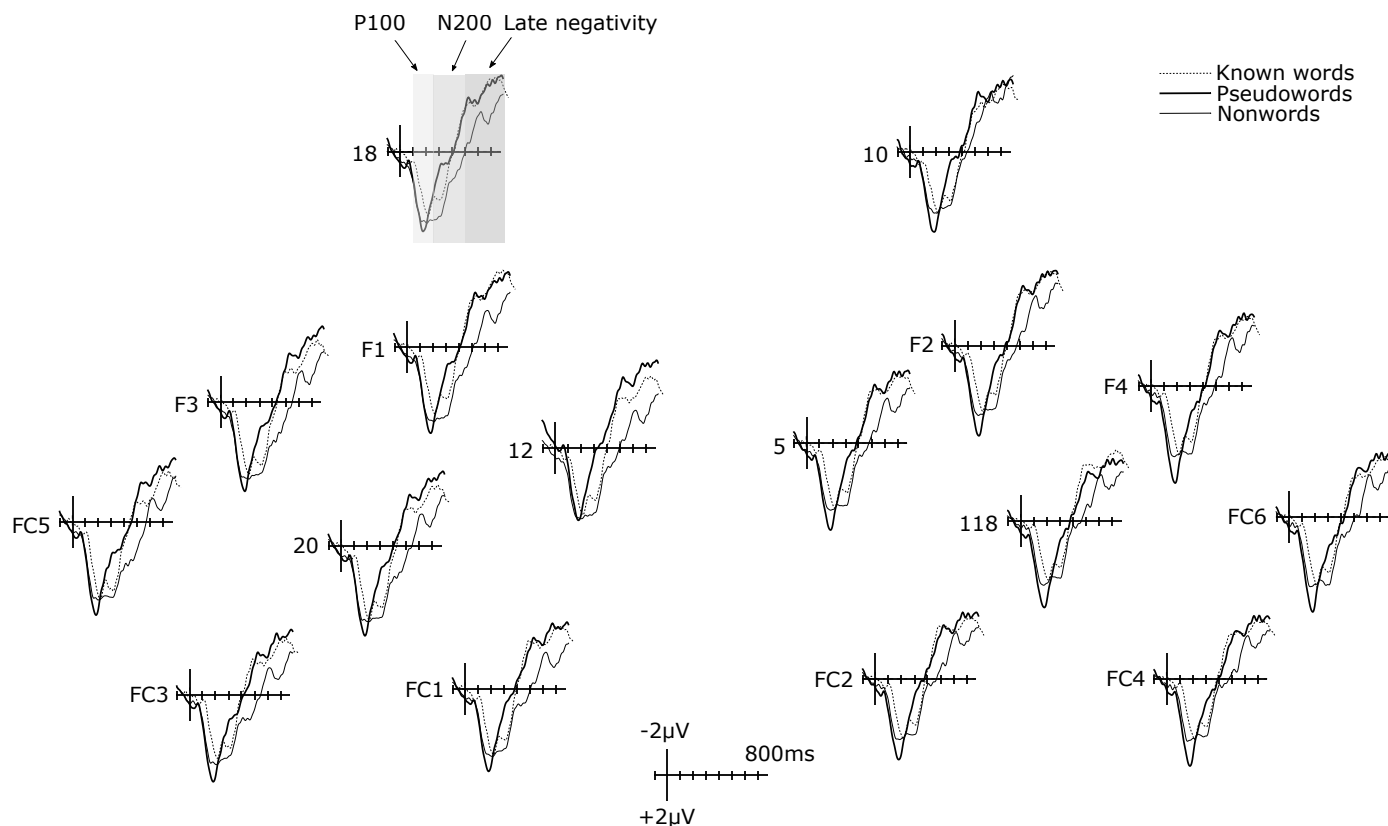 P100 N200 Late negativity
Known words
Pseudowords
Nonwords
18
10
F1
F2
F3
F4
12
5
FC5
20
118
FC6
FC3
FC1
FC2
FC4
-2µV
800ms
+2µV